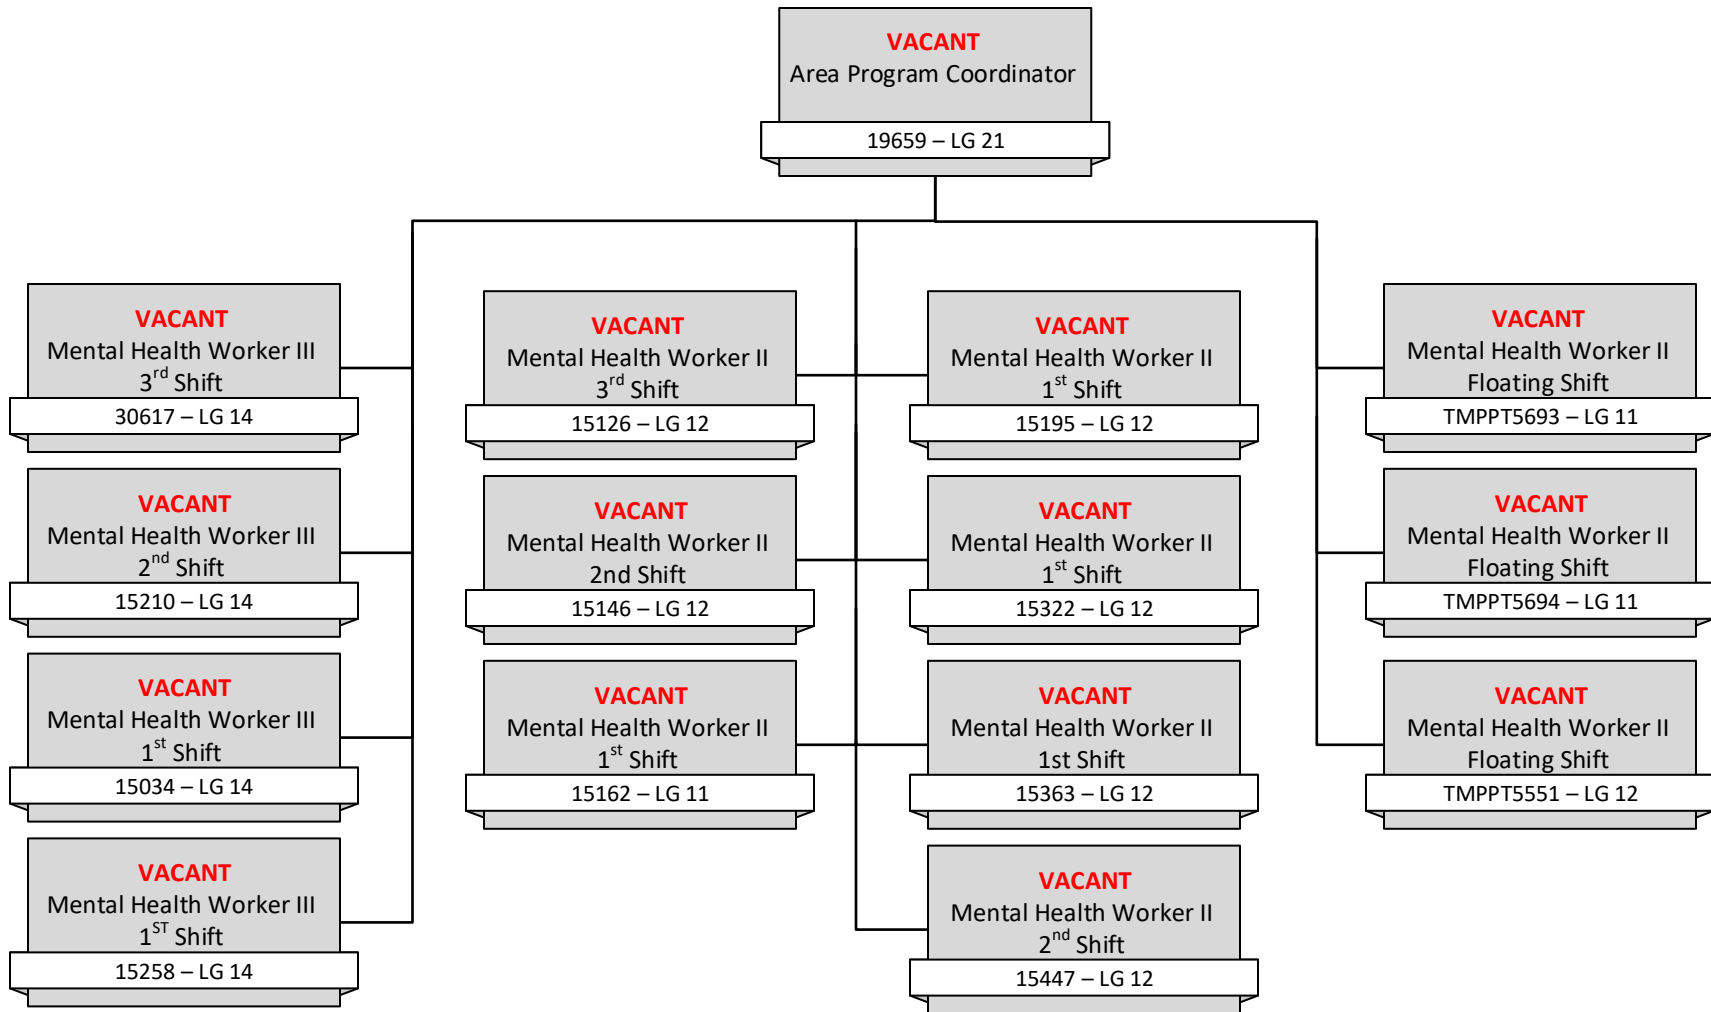 VACANT
Area Program Coordinator
19659 – LG 21
VACANT
Mental Health Worker III
3rd Shift
30617 – LG 14
VACANT
Mental Health Worker III
2nd Shift
15210 – LG 14
VACANT
Mental Health Worker III
1st Shift
15034 – LG 14
VACANT
Mental Health Worker III
1ST Shift
15258 – LG 14
VACANT
Mental Health Worker II
3rd Shift
15126 – LG 12
VACANT
Mental Health Worker II
2nd Shift
15146 – LG 12
VACANT
Mental Health Worker II
1st Shift
15162 – LG 11
VACANT
Mental Health Worker II
1st Shift
15195 – LG 12
VACANT
Mental Health Worker II
1st Shift
15322 – LG 12
VACANT
Mental Health Worker II
1st Shift
15363 – LG 12
VACANT
Mental Health Worker II
2nd Shift
15447 – LG 12
VACANT
Mental Health Worker II
Floating Shift
TMPPT5693 – LG 11
VACANT
Mental Health Worker II
Floating Shift
TMPPT5694 – LG 11
VACANT
Mental Health Worker II
Floating Shift
TMPPT5551 – LG 12